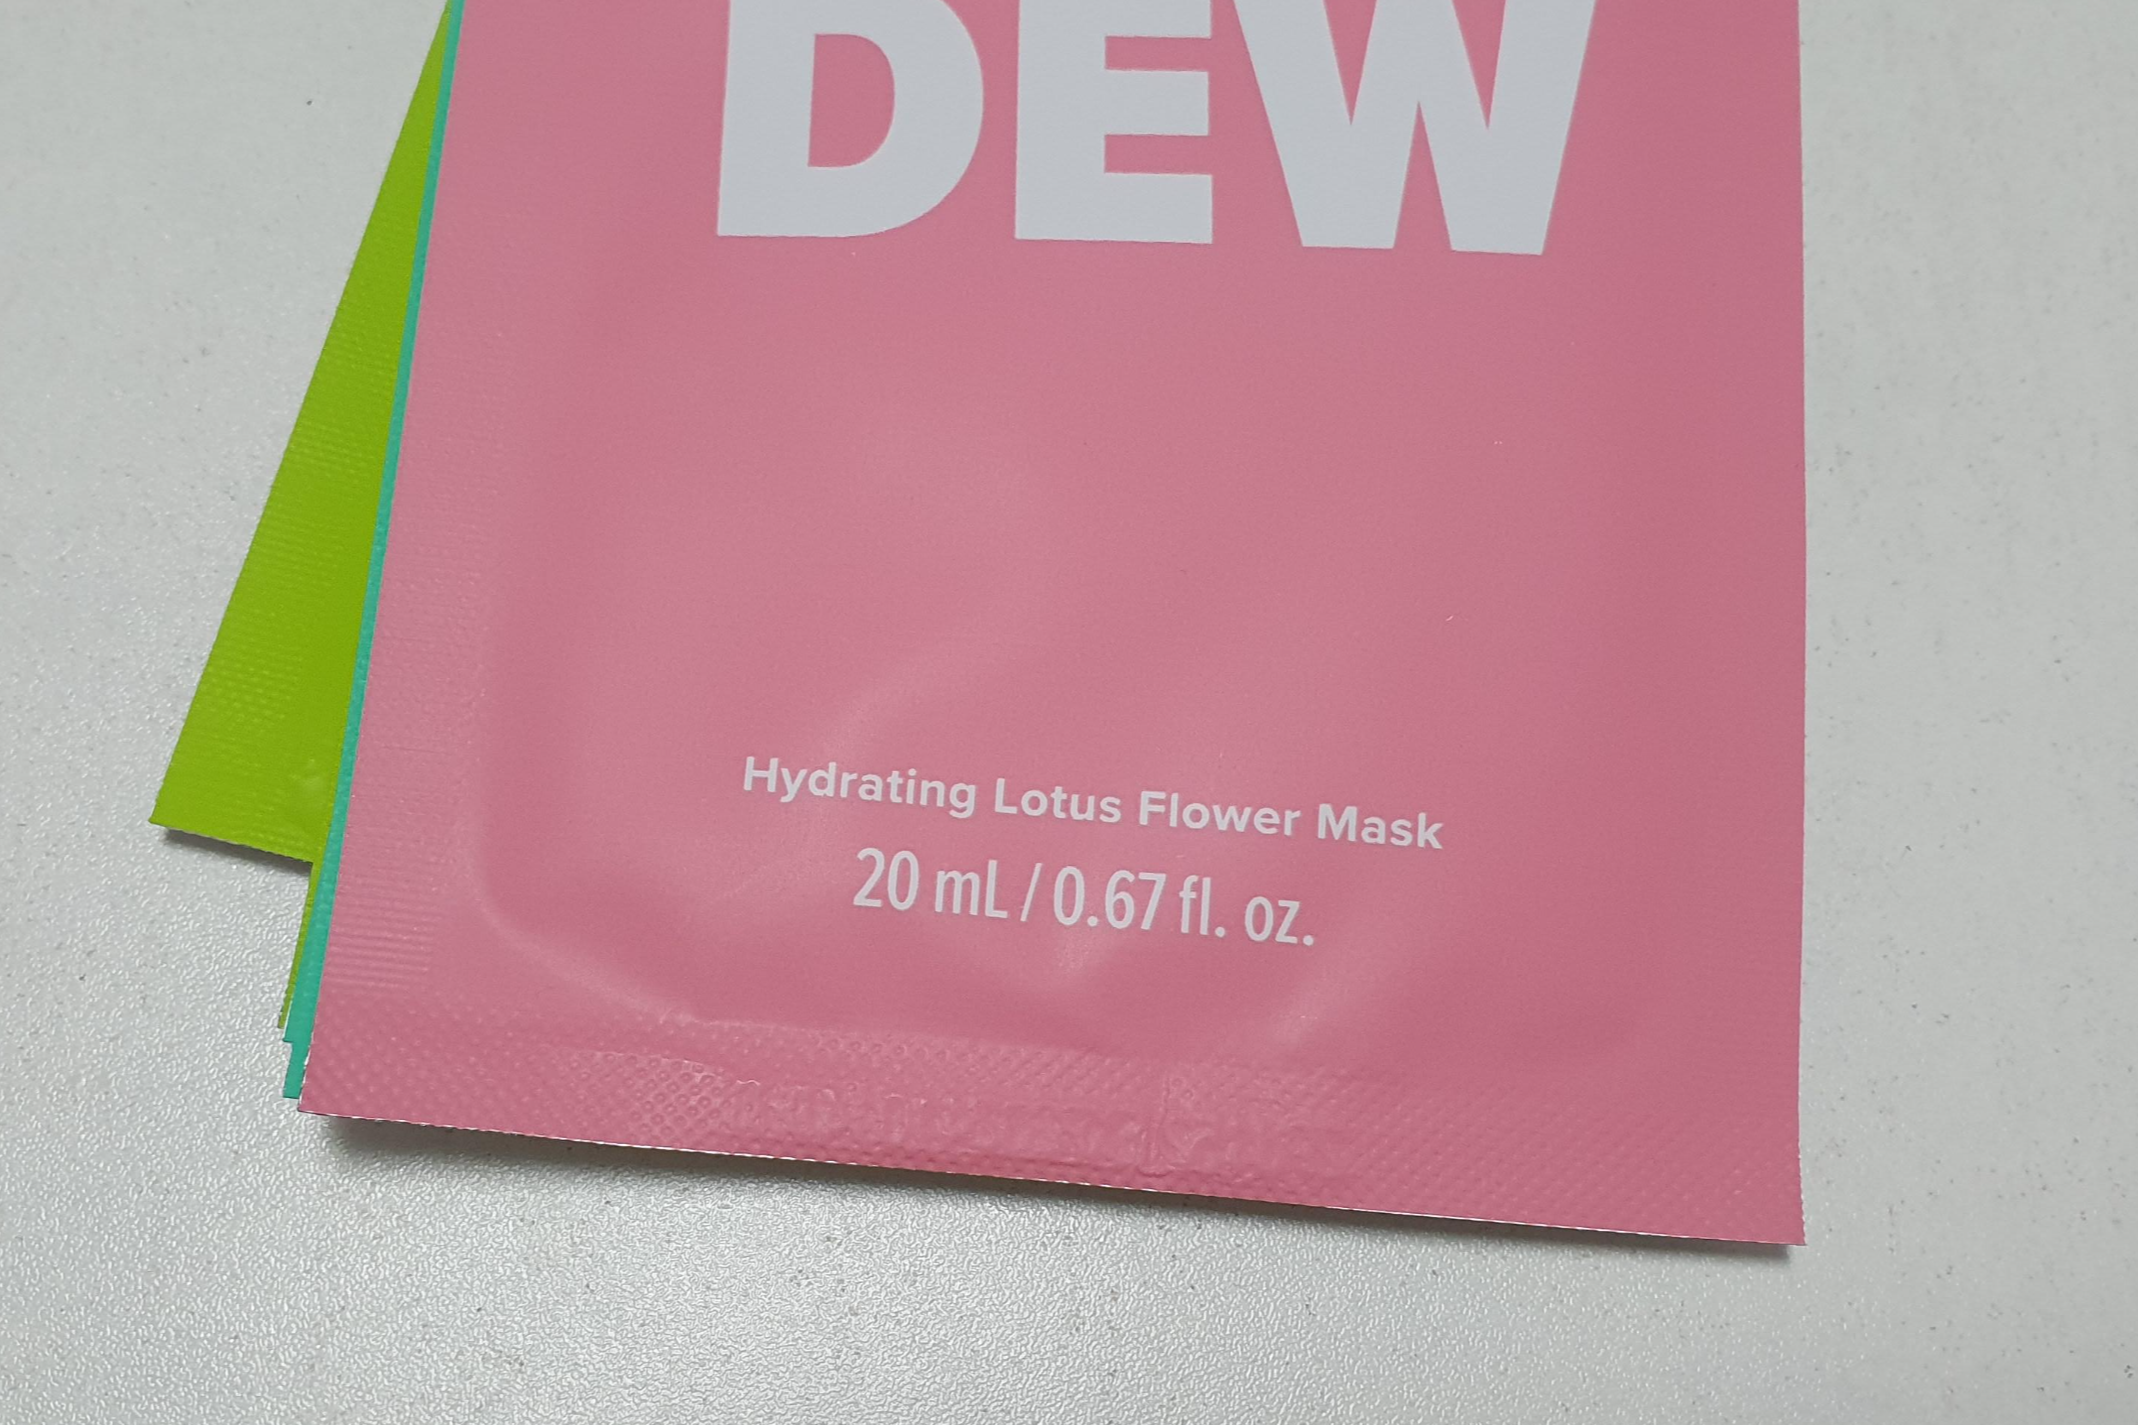 DEW
Hydrating Lotus Flower Mask
20 mL / 0.67 fl. oz.